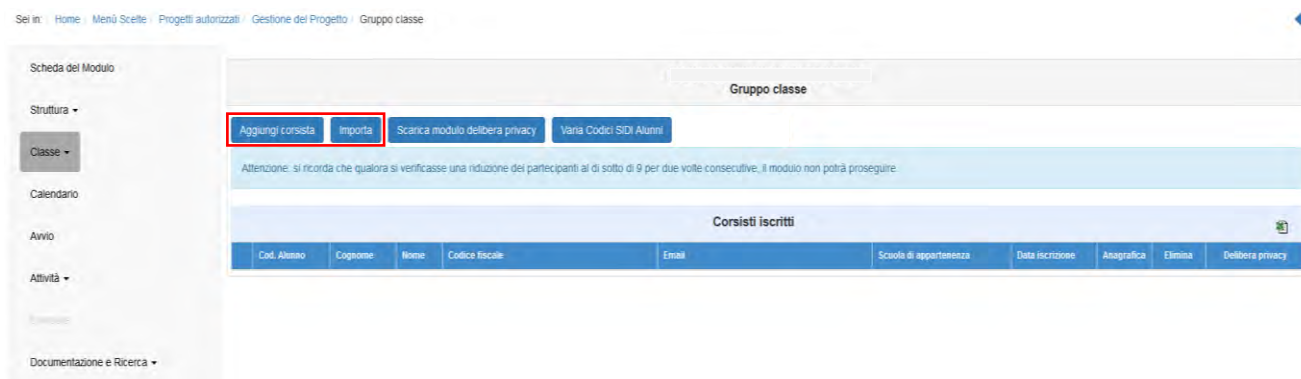 Sei in: Home / Menù Scelte / Progetti autorizzati / Gestione del Progetto / Gruppo classe
Scheda del Modulo
Struttura
Classe
Calendario
Avvio
Attività
Documentazione e Ricerca
Gruppo classe
Aggiungi corsista Importa Scarica modulo delibera privacy Varia Codici SIDI Alunni
Attenzione: si ricorda che qualora si verificasse una riduzione dei partecipanti al di sotto di 9 per due volte consecutive, il modulo non potrà proseguire.
Corsisti iscritti
Cod. Alunno Cognome Nome Codice fiscale Email Scuola di appartenenza Data iscrizione Anagrafica Elimina Delibera privacy